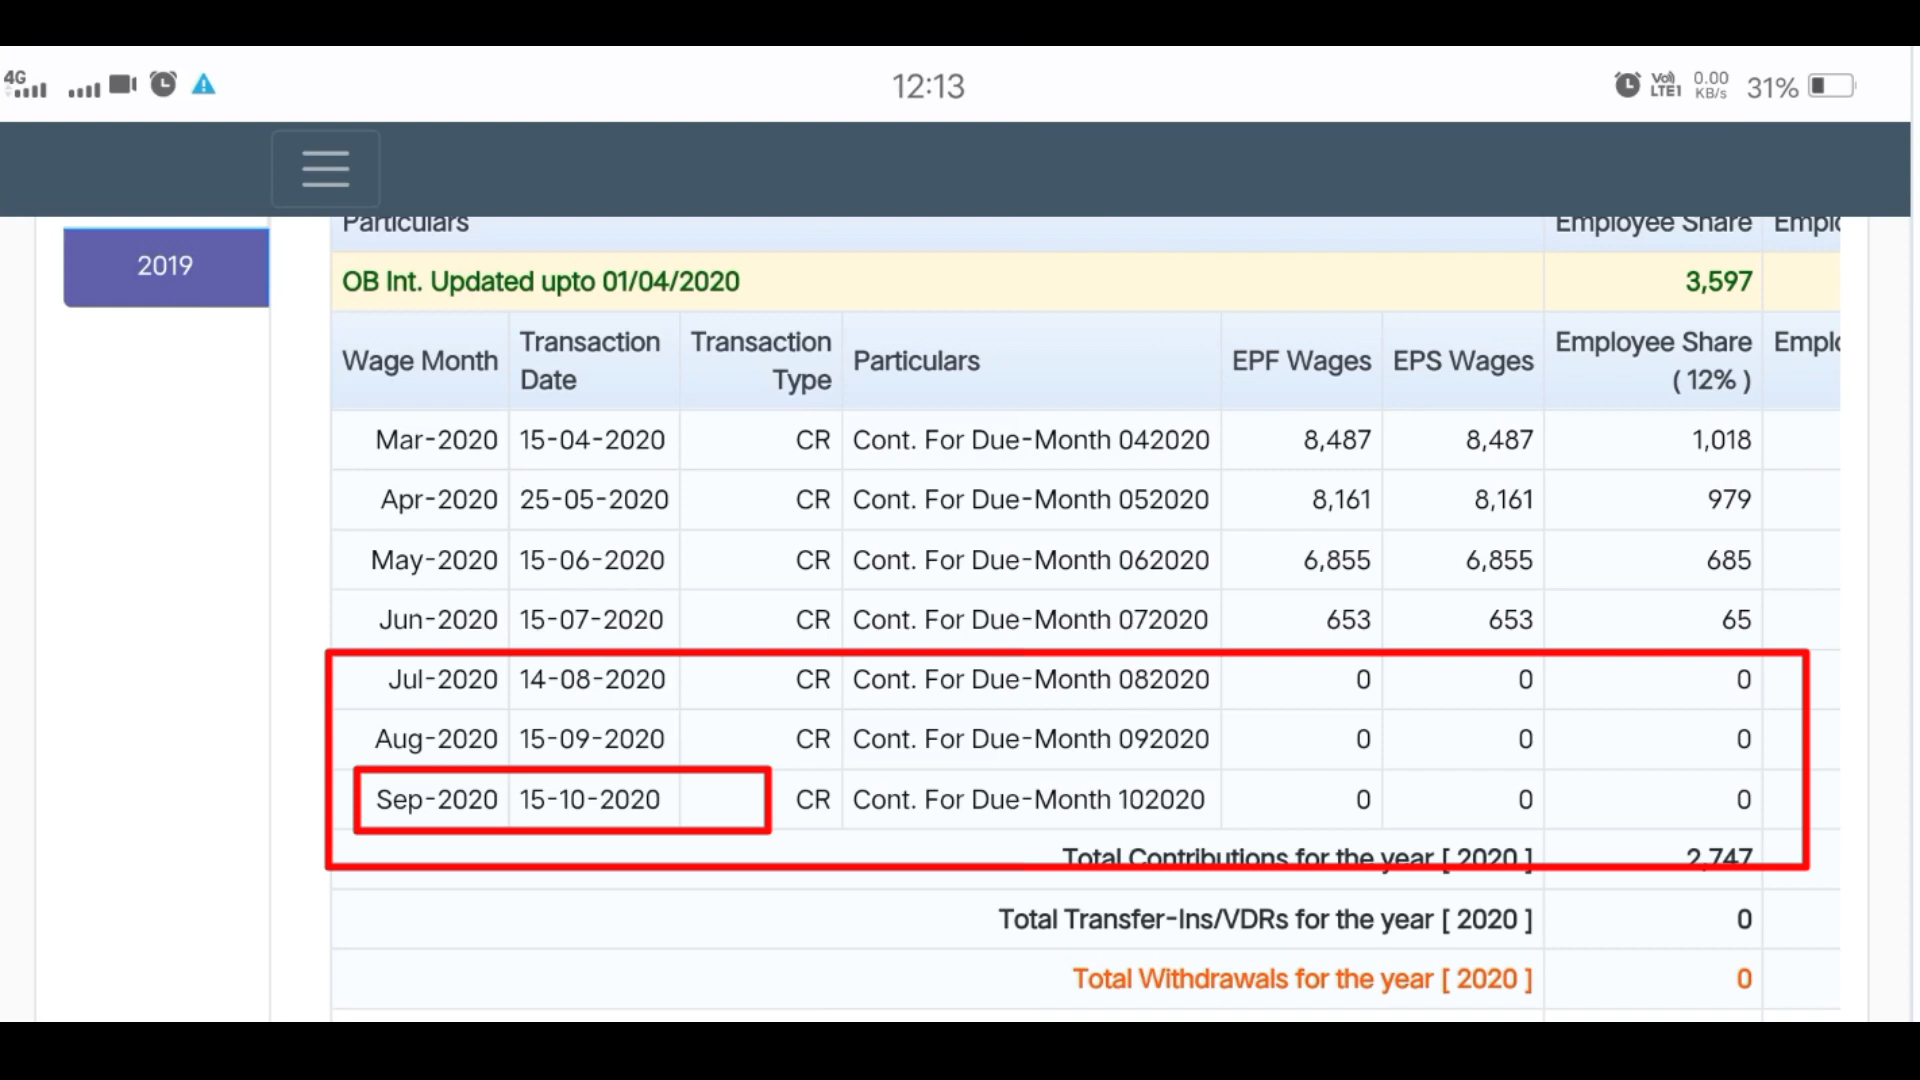 4G 12:13 Vo) LTE1 0.00 KB/s 31%
Particulars Employee Share
2019
OB Int. Updated upto 01/04/2020 3,597
Wage Month Transaction Date Transaction Type Particulars EPF Wages EPS Wages Employee Share ( 12% )
Mar-2020 15-04-2020 CR Cont. For Due-Month 042020 8,487 8,487 1,018
Apr-2020 25-05-2020 CR Cont. For Due-Month 052020 8,161 8,161 979
May-2020 15-06-2020 CR Cont. For Due-Month 062020 6,855 6,855 685
Jun-2020 15-07-2020 CR Cont. For Due-Month 072020 653 653 65
Jul-2020 14-08-2020 CR Cont. For Due-Month 082020 0 0 0
Aug-2020 15-09-2020 CR Cont. For Due-Month 092020 0 0 0
Sep-2020 15-10-2020 CR Cont. For Due-Month 102020 0 0 0
Total Contributions for the year [ 2020 ] 2,747
Total Transfer-Ins/VDRs for the year [ 2020 ] 0
Total Withdrawals for the year [ 2020 ] 0